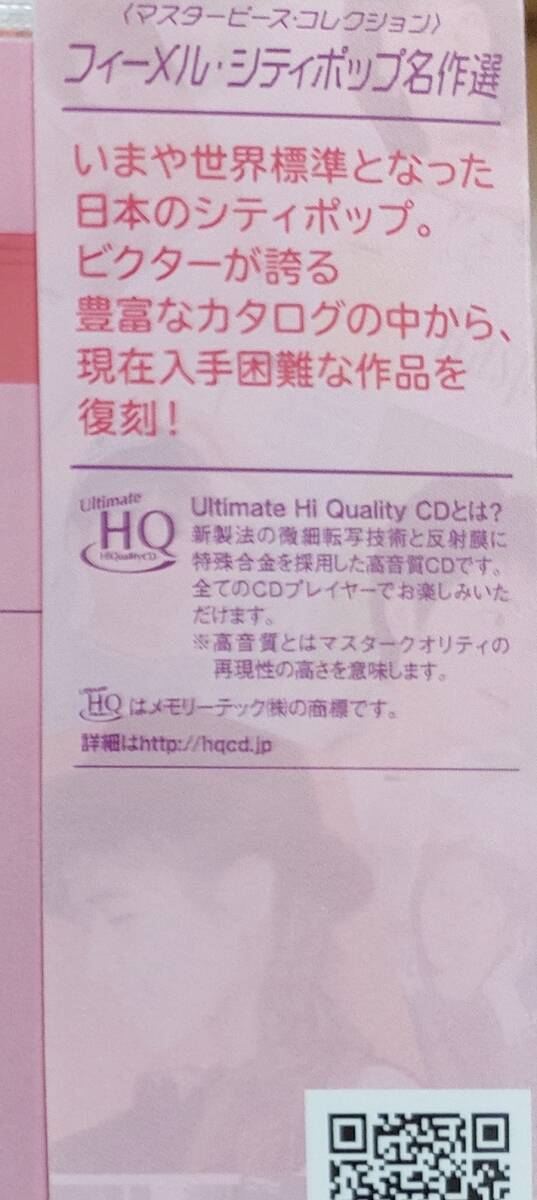 〈マスターピース・コレクション〉
フィーメル・シティポップ名作選
いまや世界標準となった
日本のシティポップ。
ビクターが誇る
豊富なカタログの中から、
現在入手困難な作品を
復刻！
Ultimate
HQ
HiQualityCD
Ultimate Hi Quality CDとは？
新製法の微細転写技術と反射膜に
特殊合金を採用した高音質CDです。
全てのCDプレイヤーでお楽しみいた
だけます。
※高音質とはマスタークオリティの
再現性の高さを意味します。
HQはメモリーテック㈱の商標です。
詳細はhttp://hqcd.jp